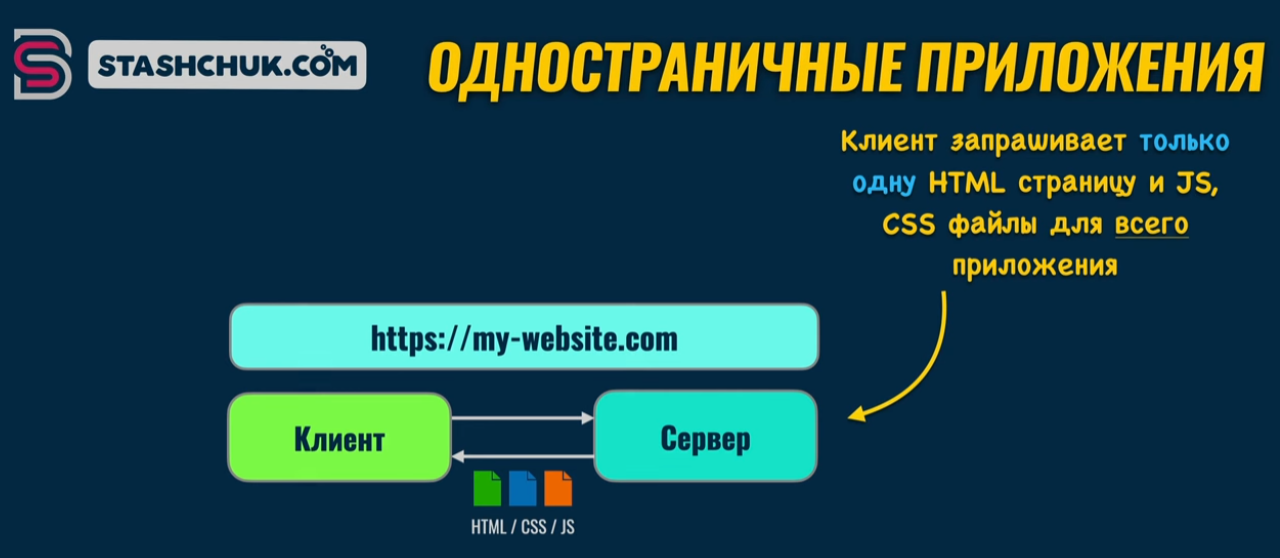 STASHCHUK.COM
ОДНОСТРАНИЧНЫЕ ПРИЛОЖЕНИЯ
Клиент запрашивает только
одну HTML страницу и JS,
CSS файлы для всего
приложения
https://my-website.com
Клиент
Сервер
HTML / CSS / JS